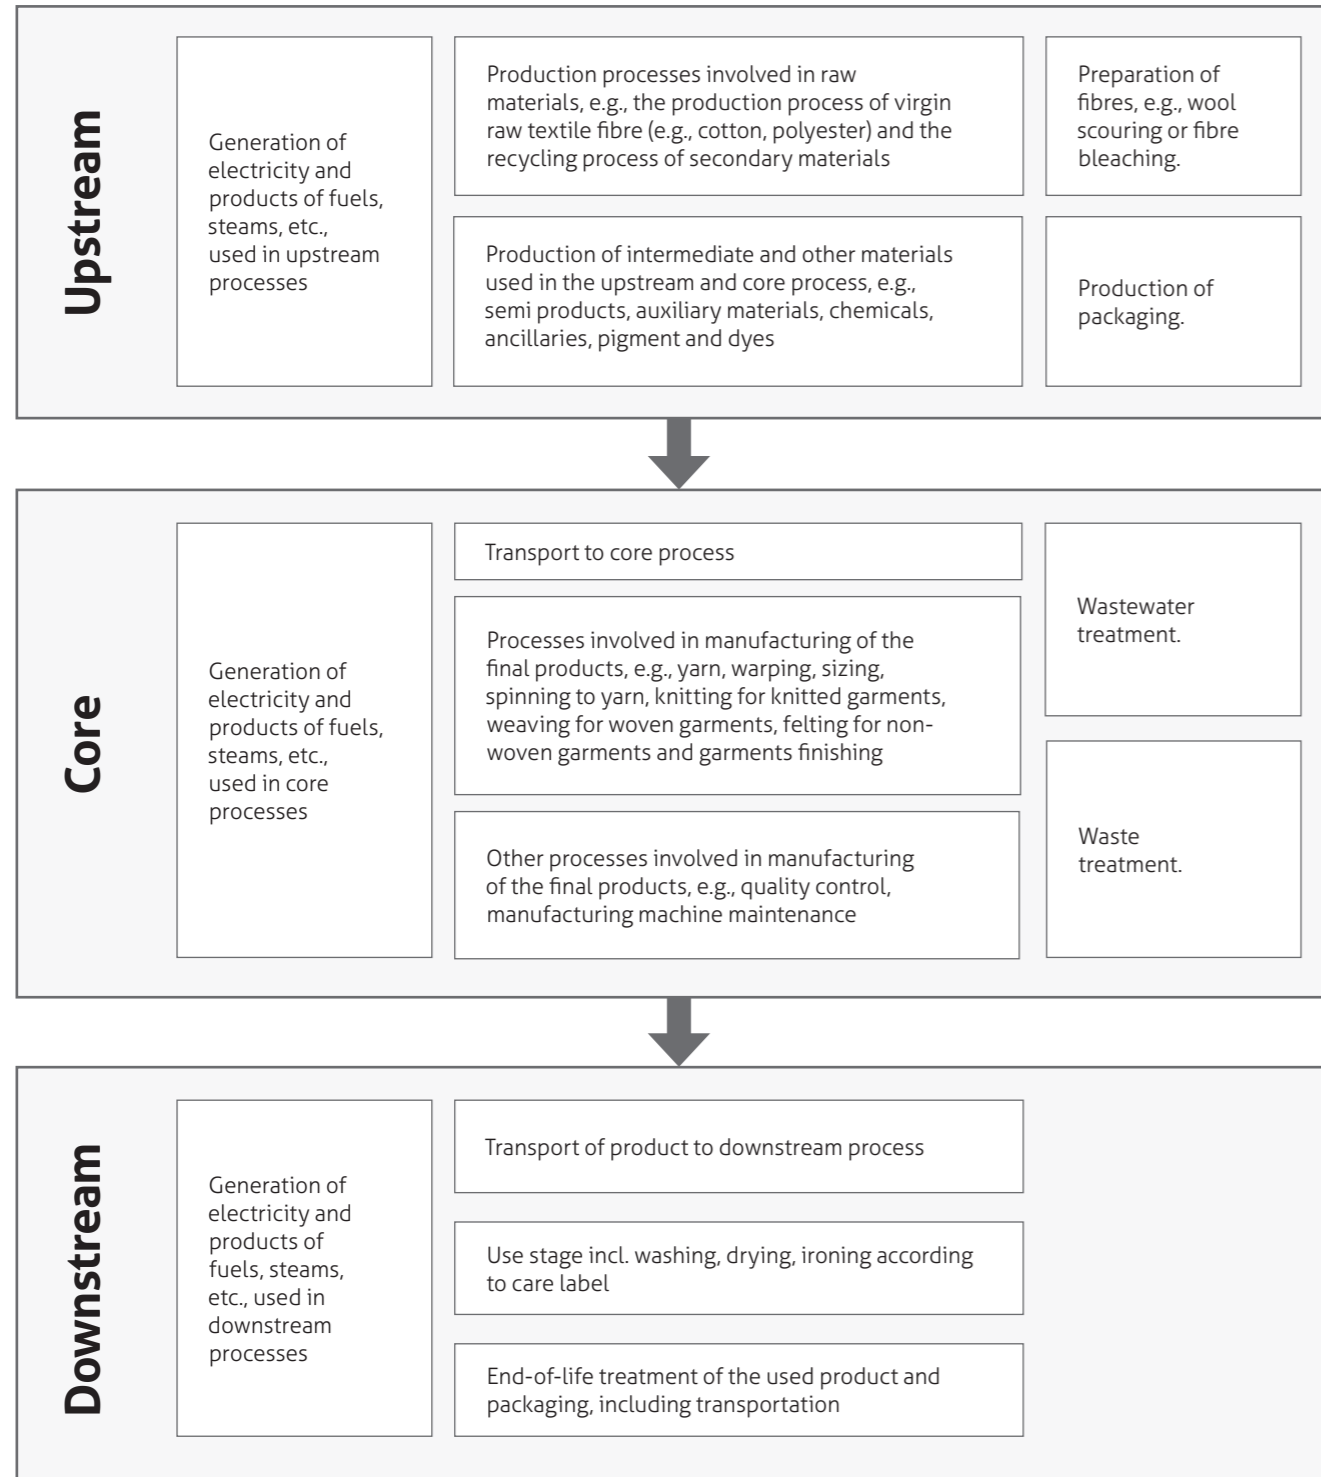 Upstream
Generation of
electricity and
products of fuels,
steams, etc.,
used in upstream
processes
Production processes involved in raw
materials, e.g., the production process of virgin
raw textile fibre (e.g., cotton, polyester) and the
recycling process of secondary materials
Preparation of
fibres, e.g., wool
scouring or fibre
bleaching.
Production of intermediate and other materials
used in the upstream and core process, e.g.,
semi products, auxiliary materials, chemicals,
ancillaries, pigment and dyes
Production of
packaging.
Core
Generation of
electricity and
products of fuels,
steams, etc.,
used in core
processes
Transport to core process
Processes involved in manufacturing of the
final products, e.g., yarn, warping, sizing,
spinning to yarn, knitting for knitted garments,
weaving for woven garments, felting for non-
woven garments and garments finishing
Other processes involved in manufacturing
of the final products, e.g., quality control,
manufacturing machine maintenance
Wastewater
treatment.
Waste
treatment.
Downstream
Generation of
electricity and
products of
fuels, steams,
etc., used in
downstream
processes
Transport of product to downstream process
Use stage incl. washing, drying, ironing according
to care label
End-of-life treatment of the used product and
packaging, including transportation